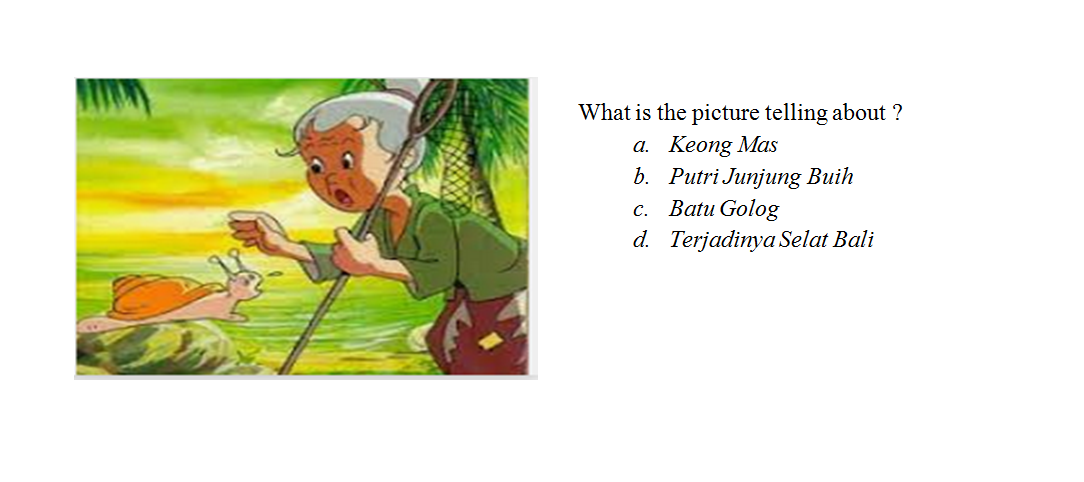 What is the picture telling about ?
a. Keong Mas
b. Putri Junjung Buih
c. Batu Golog
d. Terjadinya Selat Bali